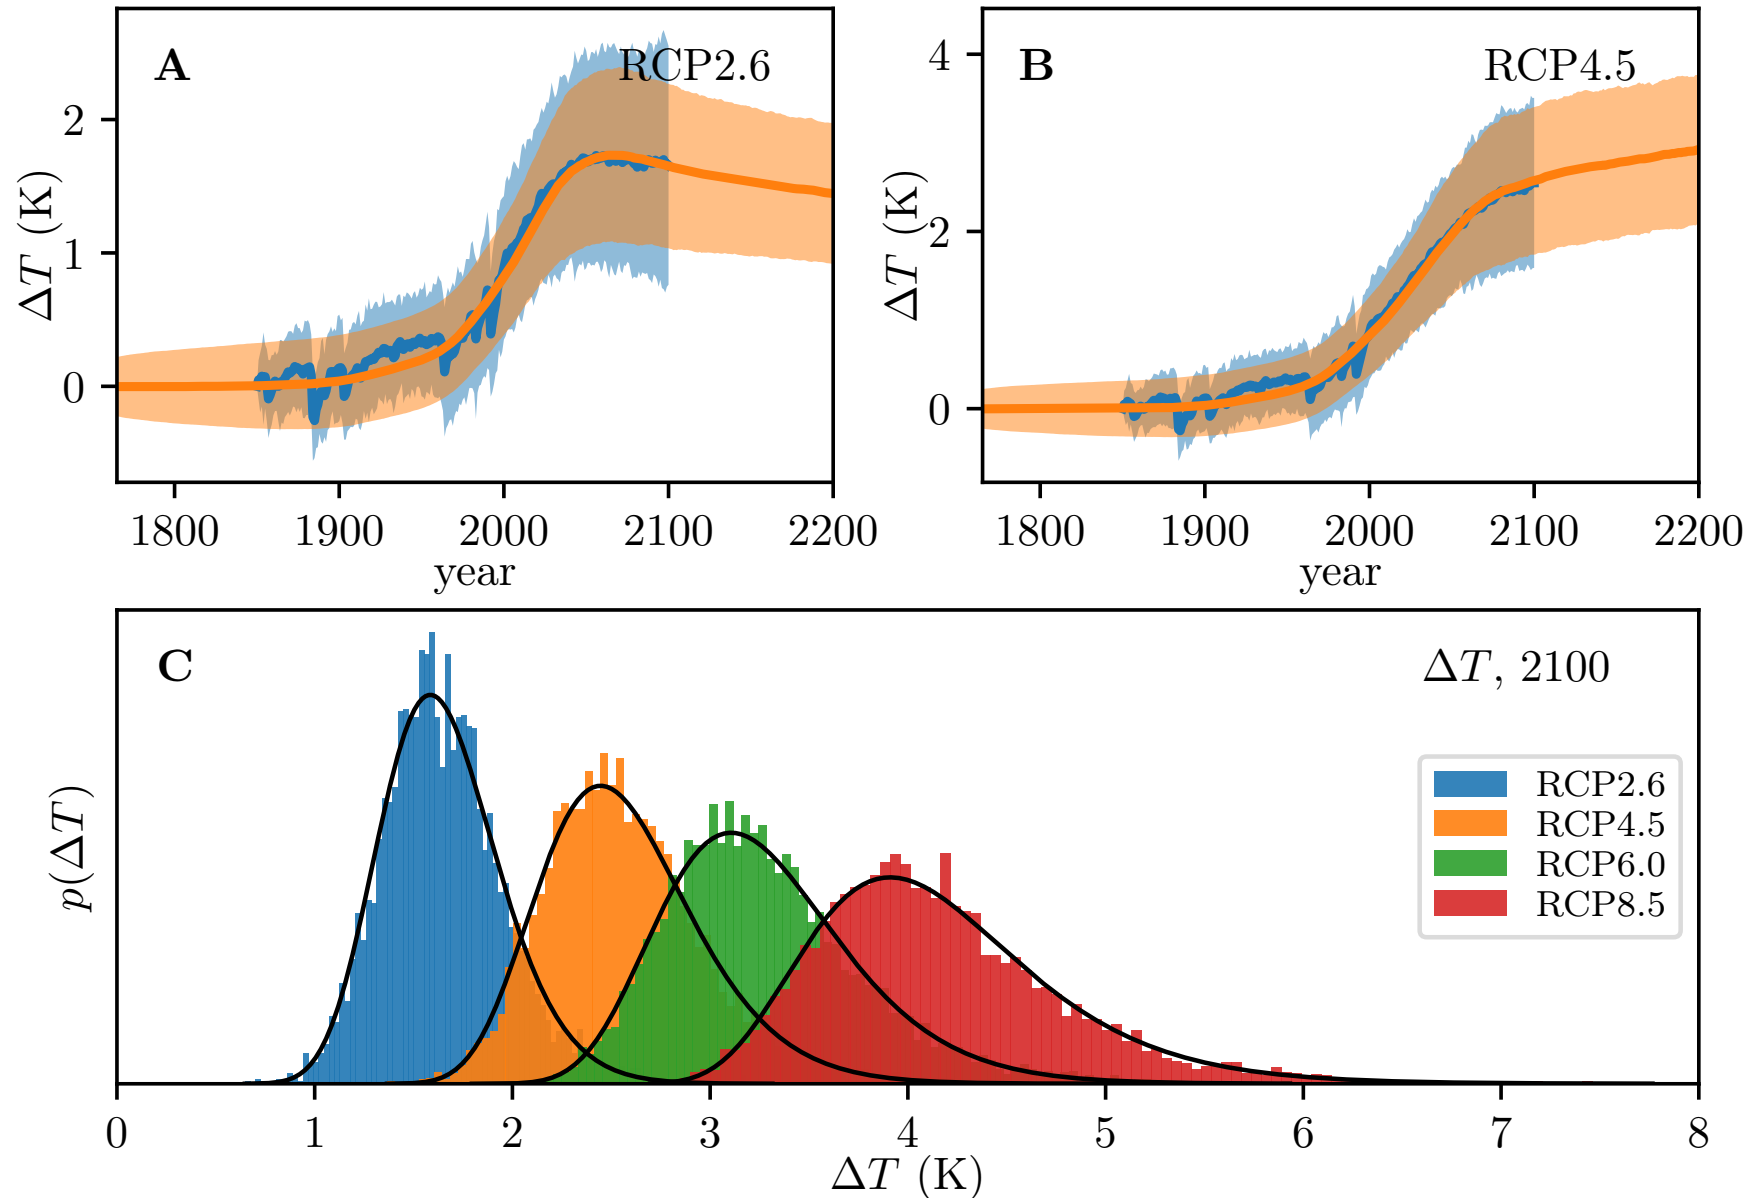 A
RCP2.6
ΔT (K)
0
1
2
1800 1900 2000 2100 2200
year
B
RCP4.5
ΔT (K)
0
2
4
1800 1900 2000 2100 2200
year
C
ΔT, 2100
p(ΔT)
RCP2.6
RCP4.5
RCP6.0
RCP8.5
0 1 2 3 4 5 6 7 8
ΔT (K)